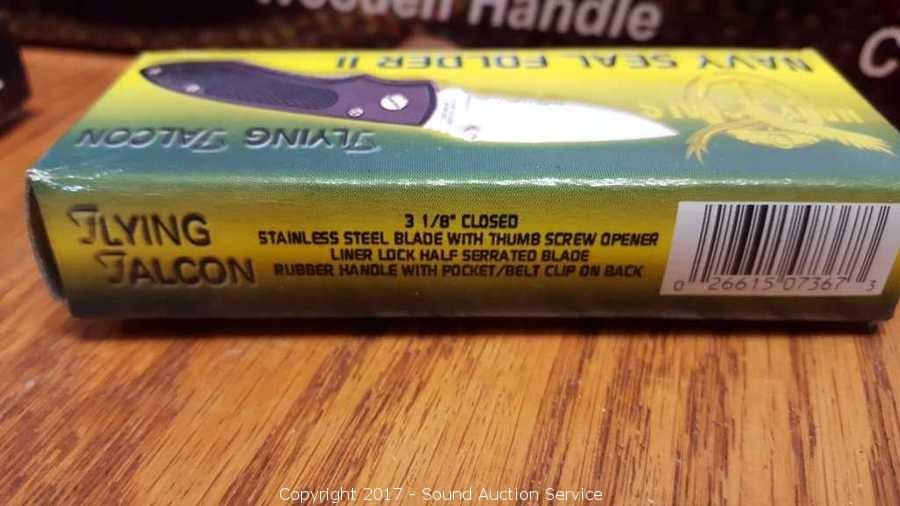 Wooden Handle
C
NAVY SEAL FOLDER II
FLYING FALCON
FLYING
FALCON
3 1/8" CLOSED
STAINLESS STEEL BLADE WITH THUMB SCREW OPENER
LINER LOCK HALF SERRATED BLADE
RUBBER HANDLE WITH POCKET/BELT CLIP ON BACK
0 26615 07367 3
Copyright 2017 - Sound Auction Service